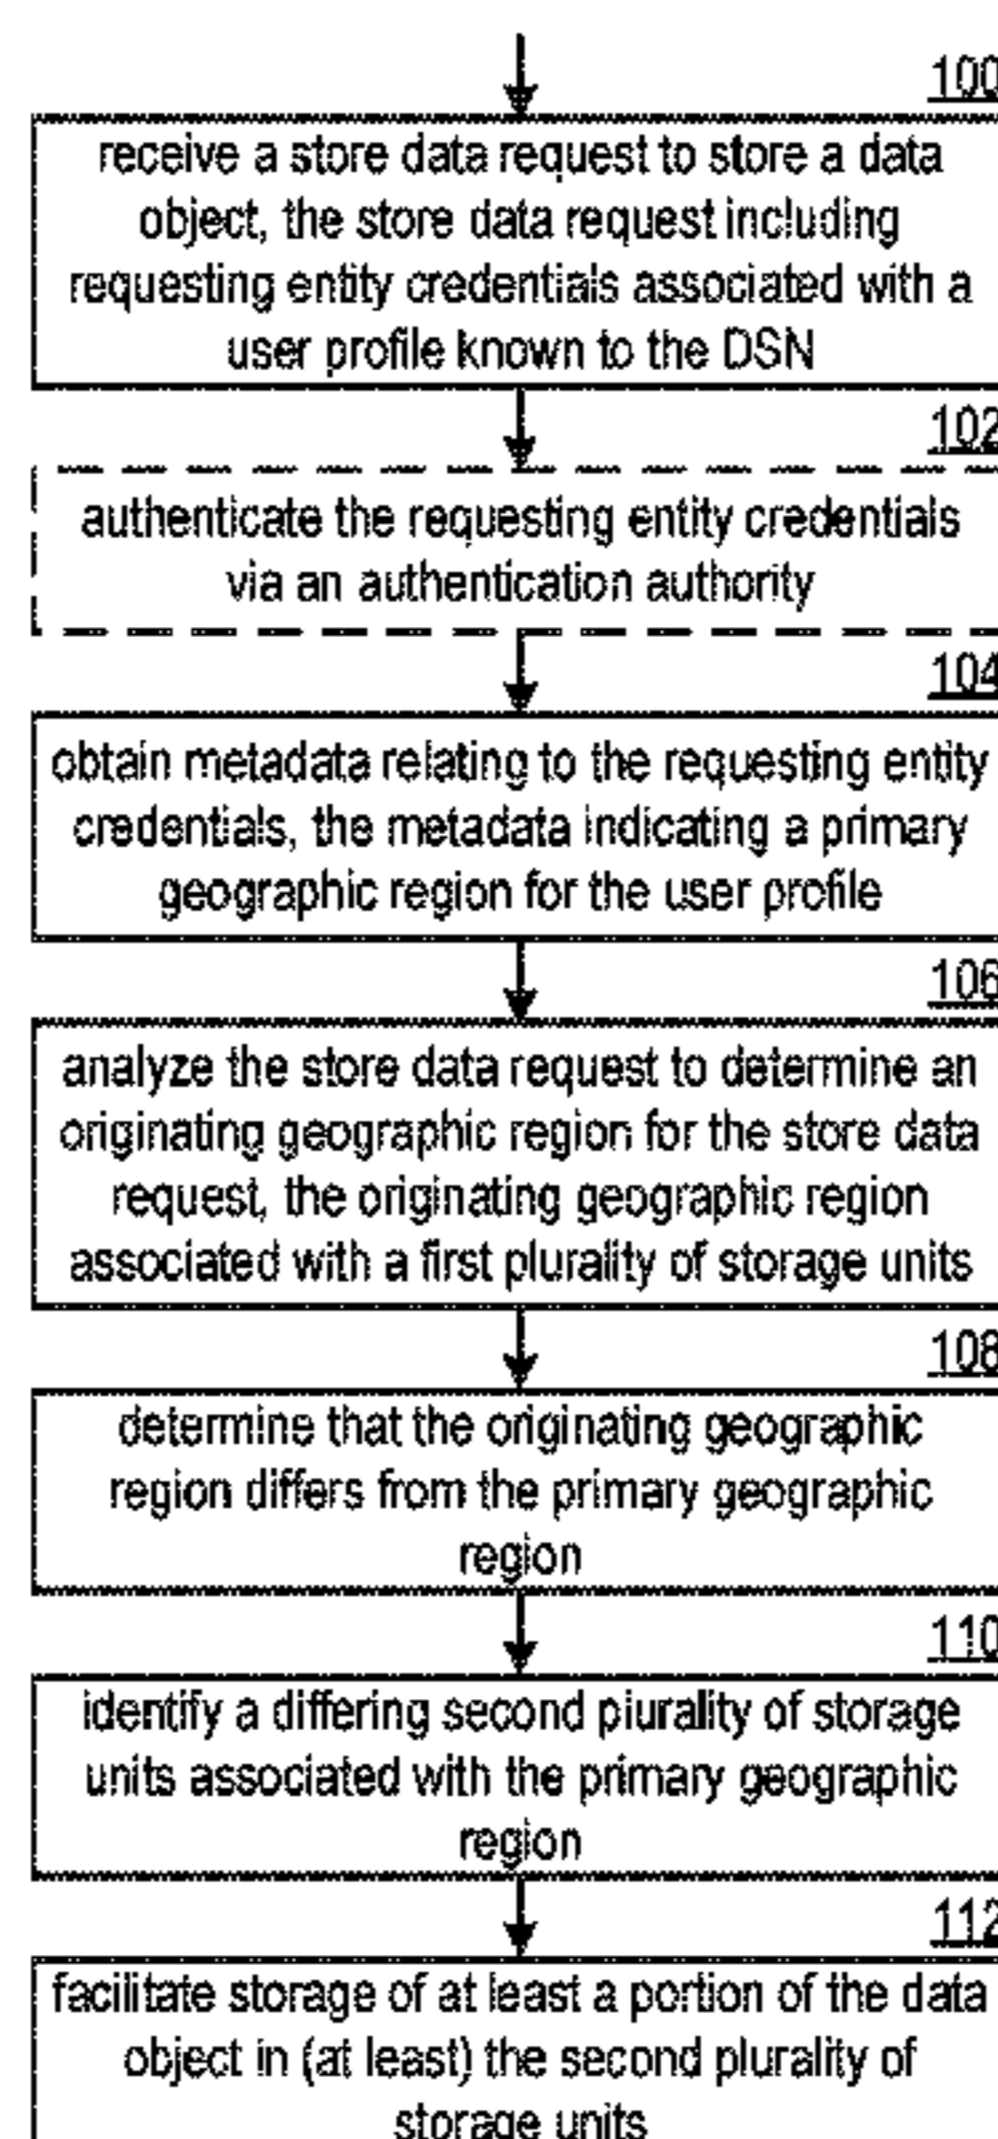 100
receive a store data request to store a data
object, the store data request including
requesting entity credentials associated with a
user profile known to the DSN
102
authenticate the requesting entity credentials
via an authentication authority
104
obtain metadata relating to the requesting entity
credentials, the metadata indicating a primary
geographic region for the user profile
106
analyze the store data request to determine an
originating geographic region for the store data
request, the originating geographic region
associated with a first plurality of storage units
108
determine that the originating geographic
region differs from the primary geographic
region
110
identify a differing second plurality of storage
units associated with the primary geographic
region
112
facilitate storage of at least a portion of the data
object in (at least) the second plurality of
storage units